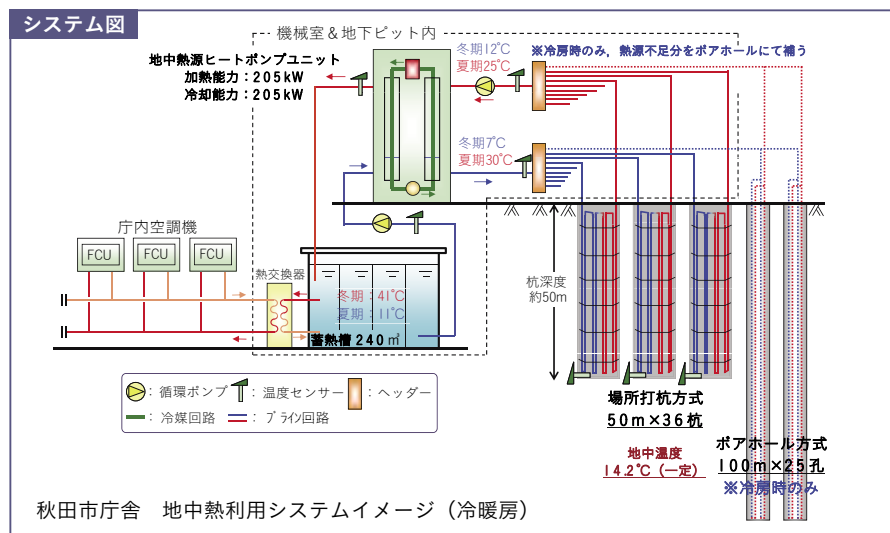 システム図
機械室＆地下ピット内
地中熱源ヒートポンプユニット
加熱能力：205kW
冷却能力：205kW
冬期12℃
夏期25℃
※冷房時のみ，熱源不足分をボアホールにて補う
冬期7℃
夏期30℃
庁内空調機
FCU
FCU
FCU
熱交換器
冬期：41℃
夏期：11℃
蓄熱槽240㎥
杭深度
約50m
：循環ポンプ
：温度センサー
：ヘッダー
：冷媒回路
：ブライン回路
場所打杭方式
50m×36杭
地中温度
14.2℃（一定）
ボアホール方式
100m×25孔
※冷房時のみ
秋田市庁舎　地中熱利用システムイメージ（冷暖房）